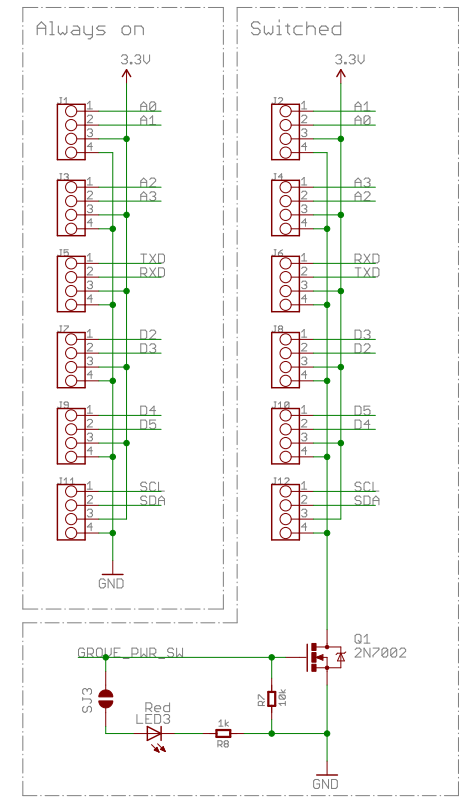 Always on
3.3V
J1
1 A0
2 A1
3
4
J3
1 A2
2 A3
3
4
J5
1 TXD
2 RXD
3
4
J7
1 D2
2 D3
3
4
J9
1 D4
2 D5
3
4
J11
1 SCL
2 SDA
3
4
GND
Switched
3.3V
J2
1 A1
2 A0
3
4
J4
1 A3
2 A2
3
4
J6
1 RXD
2 TXD
3
4
J8
1 D3
2 D2
3
4
J10
1 D5
2 D4
3
4
J12
1 SCL
2 SDA
3
4
Q1
2N7002
GROVE_PWR_SW
SJ3
Red
LED3
1k
R8
R7
10k
GND